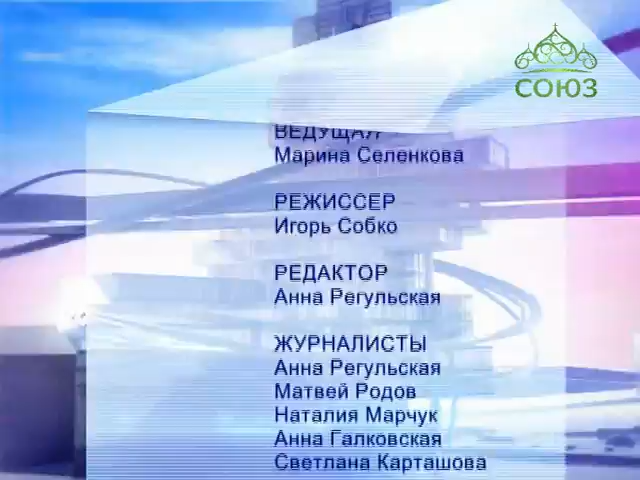 СОЮЗ
ВЕДУЩАЯ
Марина Селенкова
РЕЖИССЕР
Игорь Собко
РЕДАКТОР
Анна Регульская
ЖУРНАЛИСТЫ
Анна Регульская
Матвей Родов
Наталия Марчук
Анна Галковская
Светлана Карташова